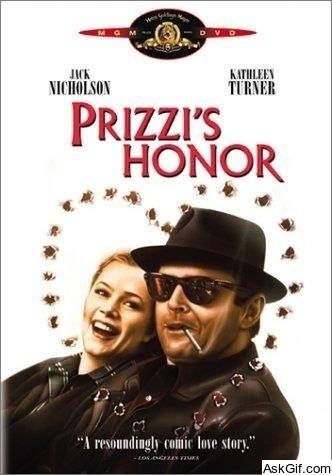 MGM DVD
JACK NICHOLSON
KATHLEEN TURNER
PRIZZI'S
HONOR
"A resoundingly comic love story."
–LOS ANGELES TIMES
AskGif.com